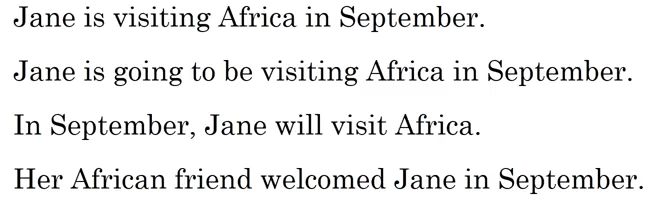 Jane is visiting Africa in September.
Jane is going to be visiting Africa in September.
In September, Jane will visit Africa.
Her African friend welcomed Jane in September.